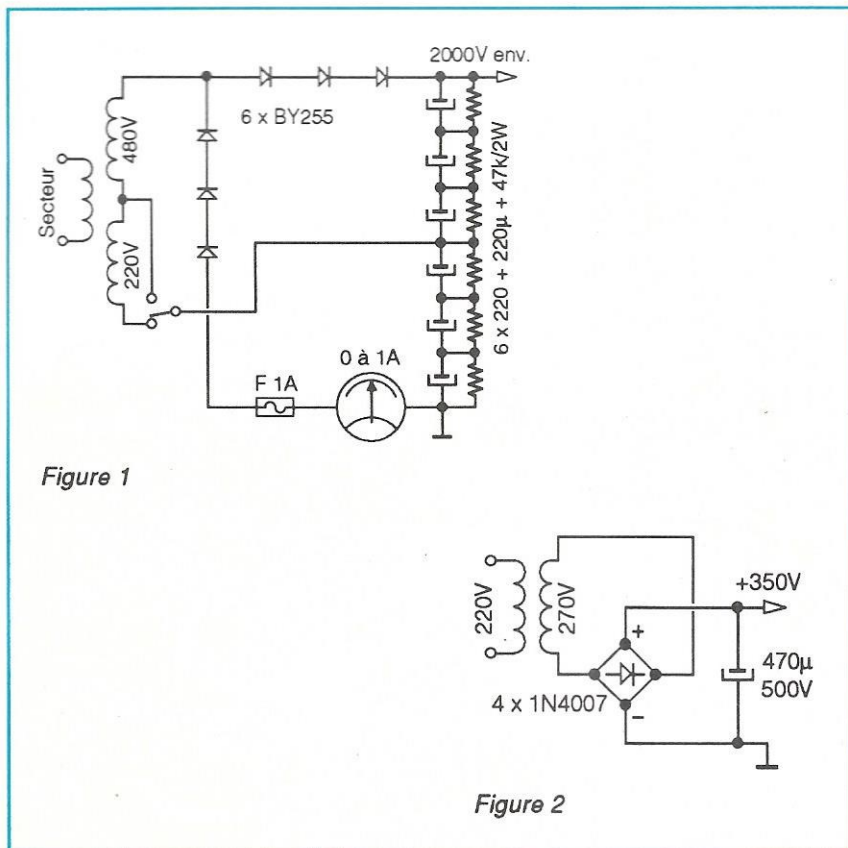 2000V env.
6 x BY255
480V
Secteur
220V
6 x 220 + 220µ + 47k/2W
0 à 1A
F 1A
Figure 1
220V
270V
+350V
+
470µ
500V
4 x 1N4007
−
Figure 2